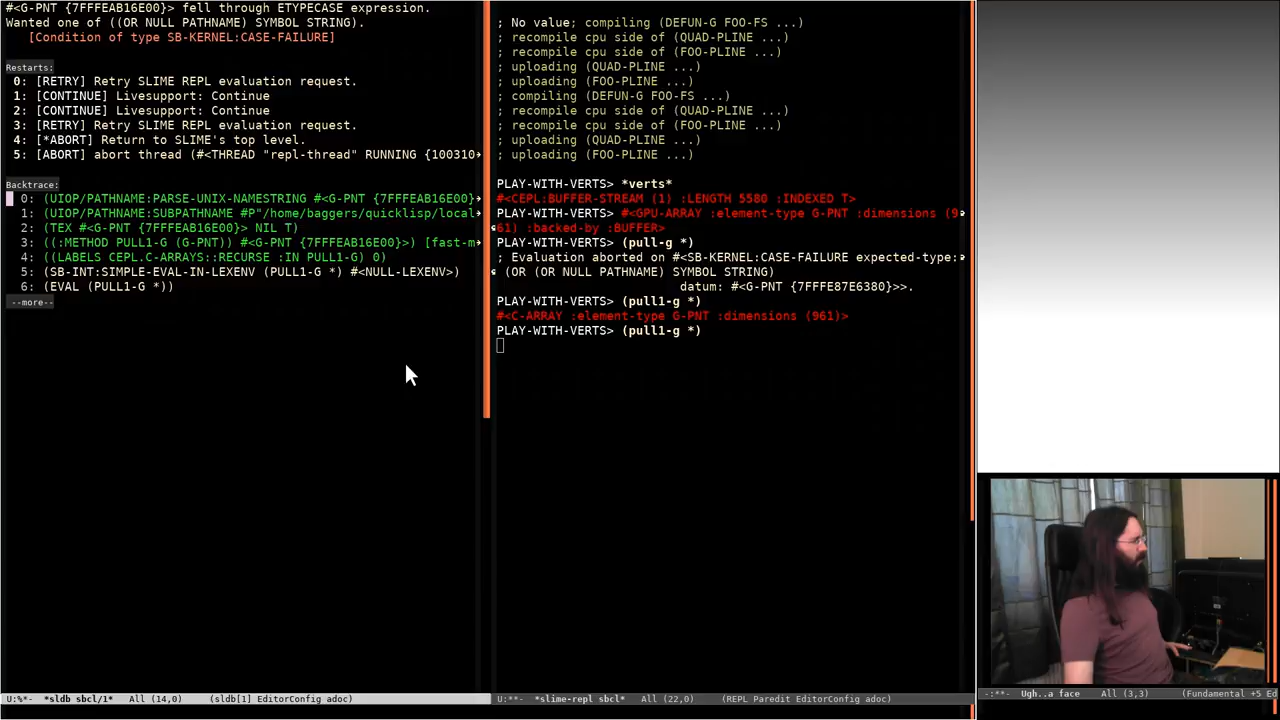 #<G-PNT {7FFFEAB16E00}> fell through ETYPECASE expression.
Wanted one of ((OR NULL PATHNAME) SYMBOL STRING).
[Condition of type SB-KERNEL:CASE-FAILURE]
Restarts:
0: [RETRY] Retry SLIME REPL evaluation request.
1: [CONTINUE] Livesupport: Continue
2: [CONTINUE] Livesupport: Continue
3: [RETRY] Retry SLIME REPL evaluation request.
4: [*ABORT] Return to SLIME's top level.
5: [ABORT] abort thread (#<THREAD "repl-thread" RUNNING {100310
Backtrace:
0: (UIOP/PATHNAME:PARSE-UNIX-NAMESTRING #<G-PNT {7FFFEAB16E00}
1: (UIOP/PATHNAME:SUBPATHNAME #P"/home/baggers/quicklisp/local
2: (TEX #<G-PNT {7FFFEAB16E00}> NIL T)
3: ((:METHOD PULL1-G (G-PNT)) #<G-PNT {7FFFEAB16E00}>) [fast-m
4: ((LABELS CEPL.C-ARRAYS::RECURSE :IN PULL1-G) 0)
5: (SB-INT:SIMPLE-EVAL-IN-LEXENV (PULL1-G *) #<NULL-LEXENV>)
6: (EVAL (PULL1-G *))
--more--
U:%*- *sldb sbcl/1* All (14,0) (sldb[1] EditorConfig adoc)
; No value; compiling (DEFUN-G FOO-FS ...)
; recompile cpu side of (QUAD-PLINE ...)
; recompile cpu side of (FOO-PLINE ...)
; uploading (QUAD-PLINE ...)
; uploading (FOO-PLINE ...)
; compiling (DEFUN-G FOO-FS ...)
; recompile cpu side of (QUAD-PLINE ...)
; recompile cpu side of (FOO-PLINE ...)
; uploading (QUAD-PLINE ...)
; uploading (FOO-PLINE ...)
PLAY-WITH-VERTS> *verts*
#<CEPL:BUFFER-STREAM (1) :LENGTH 5580 :INDEXED T>
PLAY-WITH-VERTS> #<GPU-ARRAY :element-type G-PNT :dimensions (9
61) :backed-by :BUFFER>
PLAY-WITH-VERTS> (pull-g *)
; Evaluation aborted on #<SB-KERNEL:CASE-FAILURE expected-type:
(OR (OR NULL PATHNAME) SYMBOL STRING)
datum: #<G-PNT {7FFFE87E6380}>>.
PLAY-WITH-VERTS> (pull1-g *)
#<C-ARRAY :element-type G-PNT :dimensions (961)>
PLAY-WITH-VERTS> (pull1-g *)
U:**- *slime-repl sbcl* All (22,0) (REPL Paredit EditorConfig adoc)
-:**- Ugh..a face All (3,3) (Fundamental +5 Ed